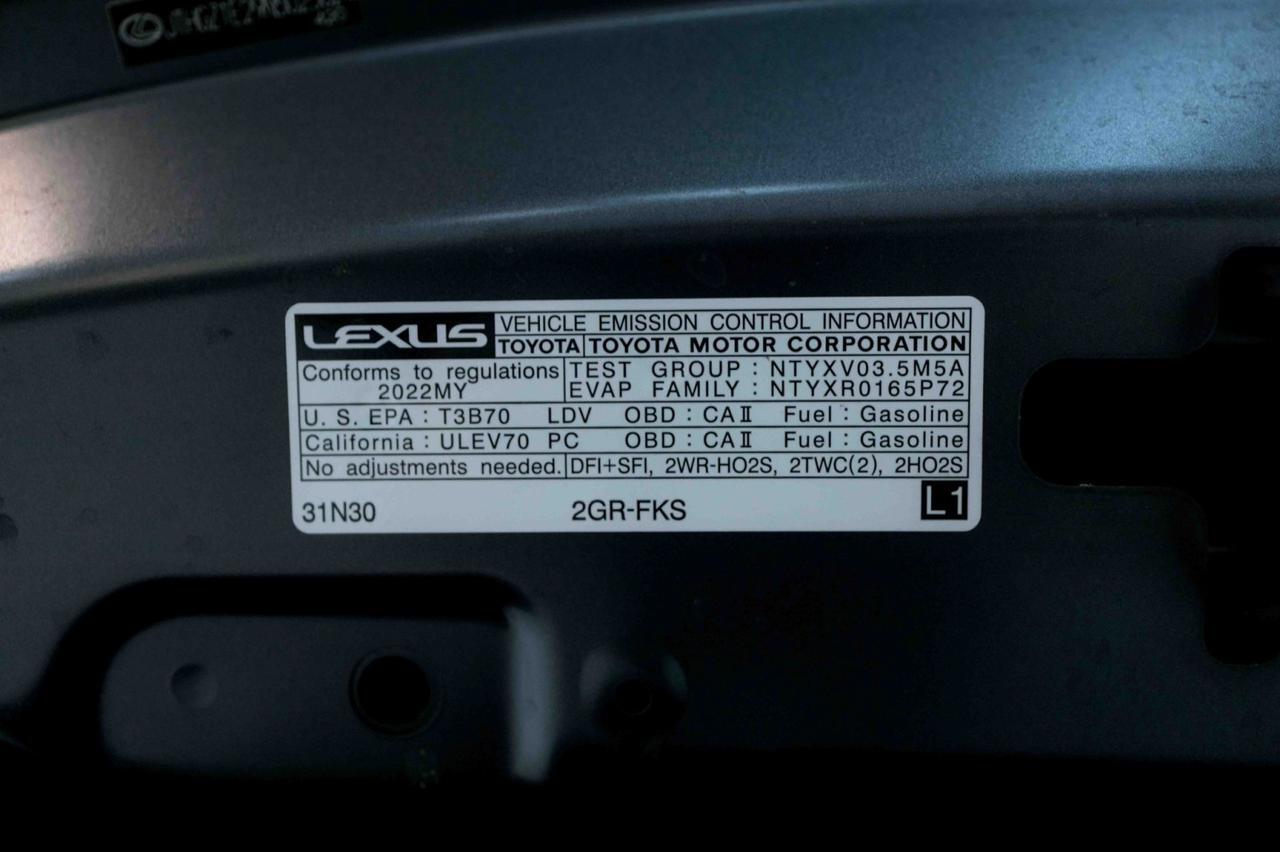 LEXUS
VEHICLE EMISSION CONTROL INFORMATION
TOYOTA TOYOTA MOTOR CORPORATION
Conforms to regulations
2022MY
TEST GROUP : NTYXV03.5M5A
EVAP FAMILY : NTYXR0165P72
U. S. EPA : T3B70 LDV OBD : CAⅡ Fuel : Gasoline
California : ULEV70 PC OBD : CAⅡ Fuel : Gasoline
No adjustments needed. DFI+SFI, 2WR-HO2S, 2TWC(2), 2HO2S
31N30 2GR-FKS L1